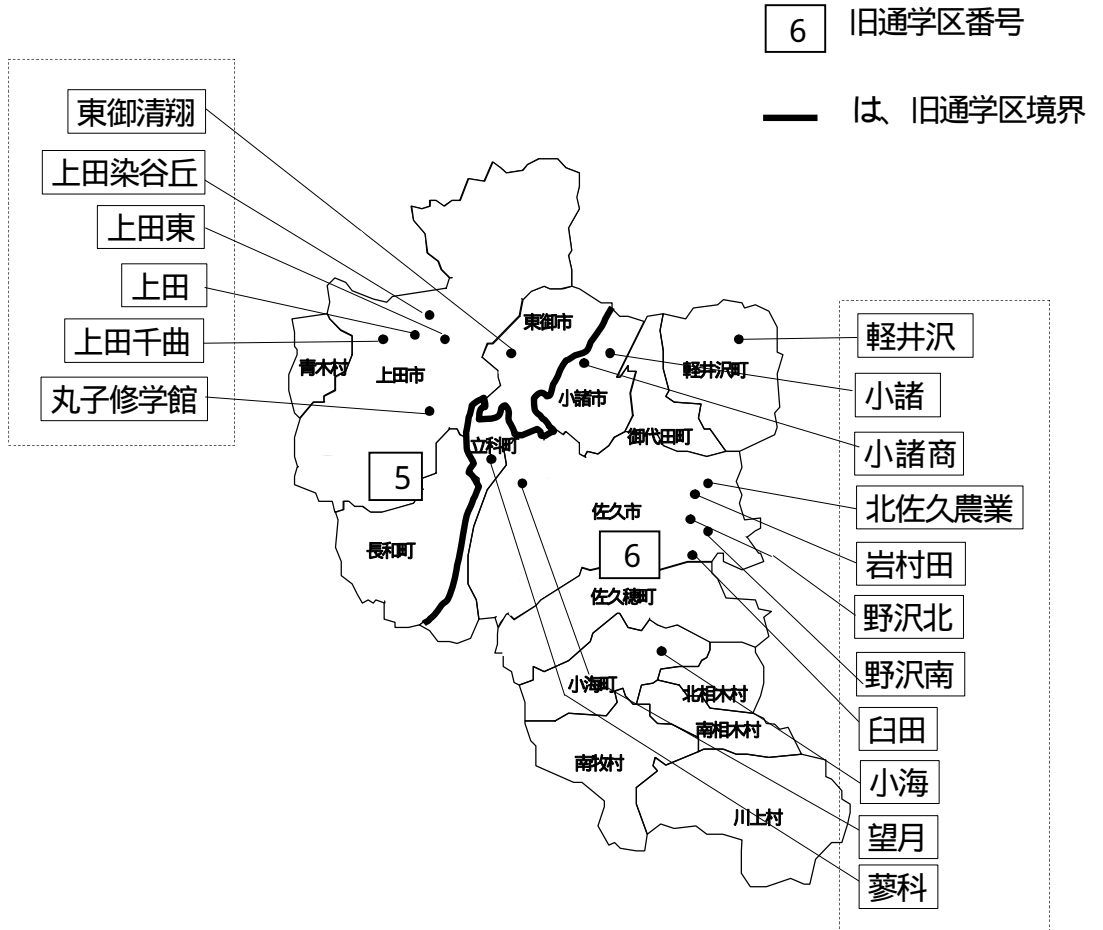 6 旧通学区番号
は、旧通学区境界
東御清翔
上田染谷丘
上田東
上田
上田千曲
丸子修学館
東御市
青木村
上田市
軽井沢町
小諸市
御代田町
立科町
5
佐久市
長和町
6
佐久穂町
小海町
北相木村
南相木村
南牧村
川上村
軽井沢
小諸
小諸商
北佐久農業
岩村田
野沢北
野沢南
臼田
小海
望月
蓼科